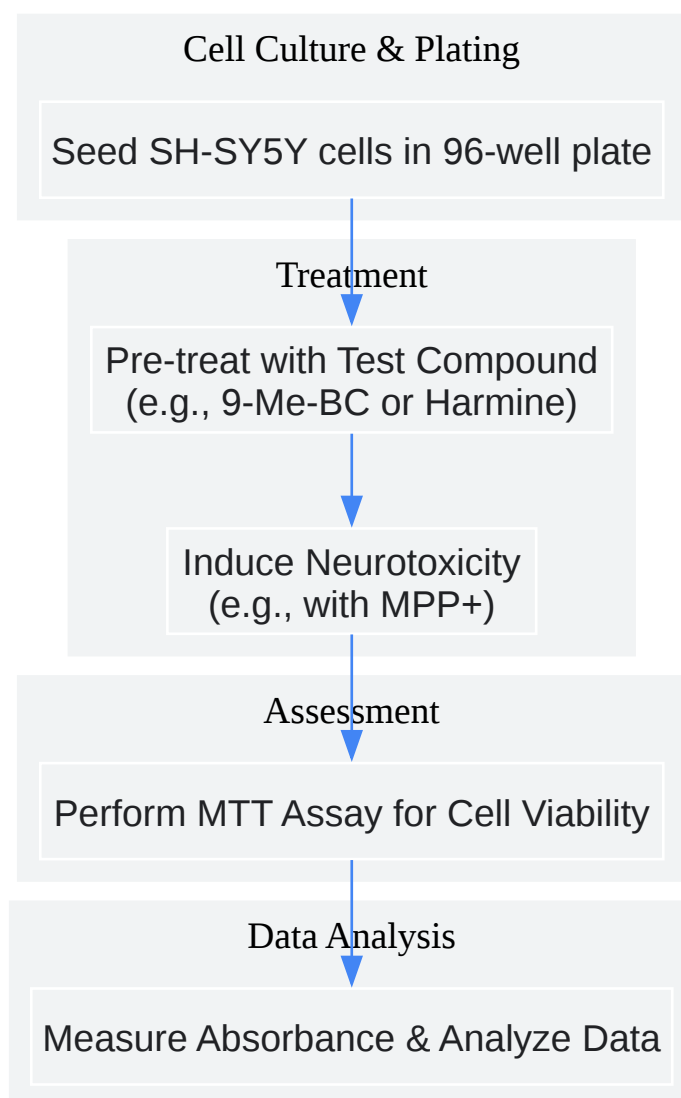 Cell Culture & Plating
Seed SH-SY5Y cells in 96-well plate
Treatment
Pre-treat with Test Compound
(e.g., 9-Me-BC or Harmine)
Induce Neurotoxicity
(e.g., with MPP+)
Assessment
Perform MTT Assay for Cell Viability
Data Analysis
Measure Absorbance & Analyze Data